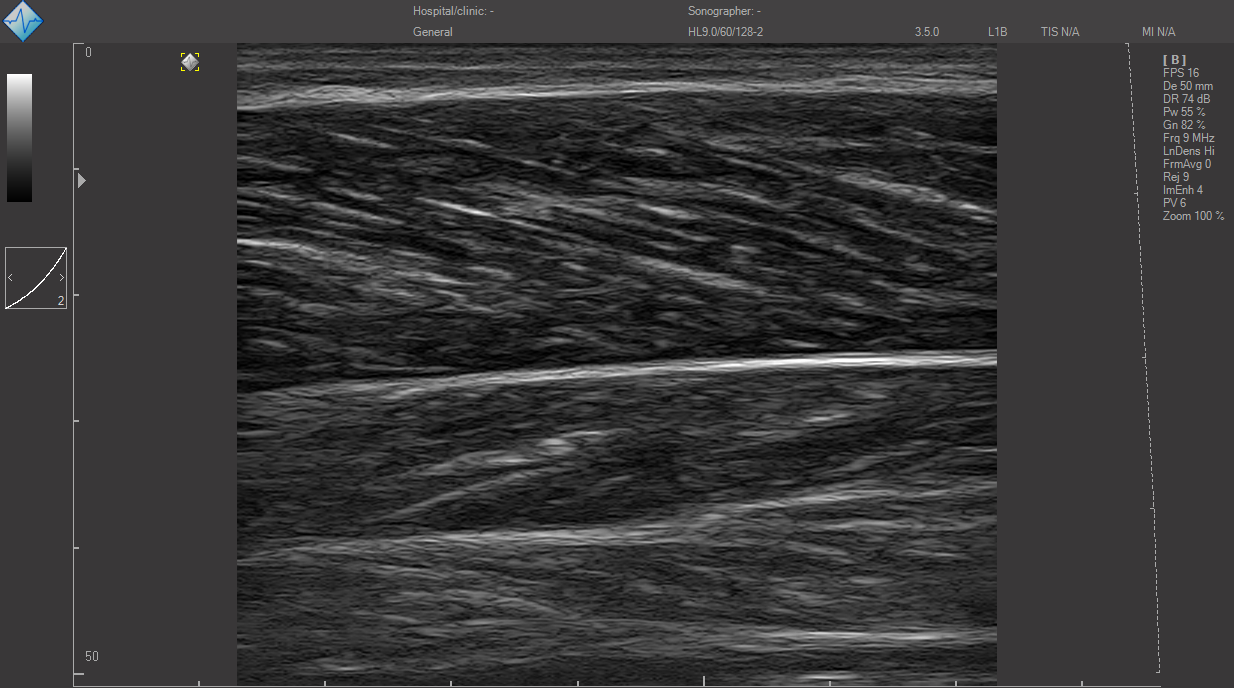 Hospital/clinic: -
Sonographer: -
General
HL9.0/60/128-2
3.5.0
L1B
TIS N/A
MI N/A
0
[ B ]
FPS 16
De 50 mm
DR 74 dB
Pw 55 %
Gn 82 %
Frq 9 MHz
LnDens Hi
FrmAvg 0
Rej 9
ImEnh 4
PV 6
Zoom 100 %
2
50